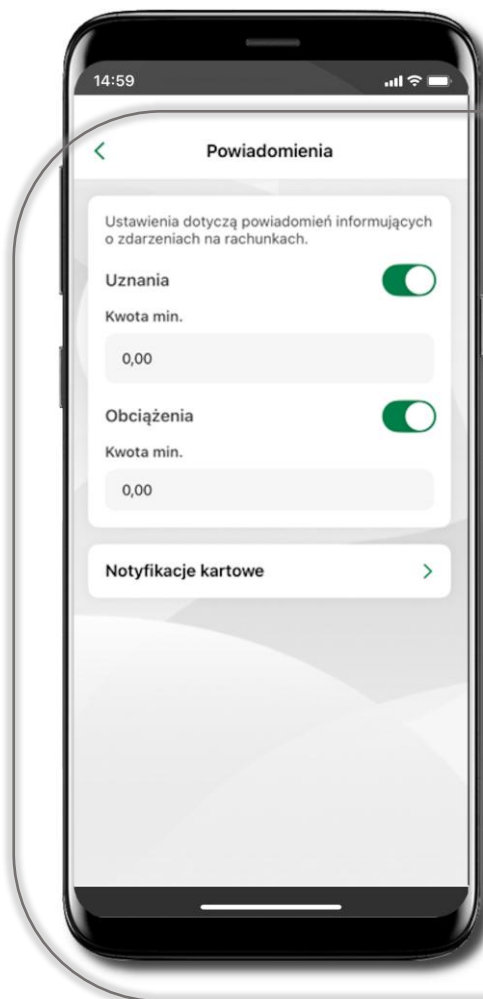 14:59
Powiadomienia
Ustawienia dotyczą powiadomień informujących
o zdarzeniach na rachunkach.
Uznania
Kwota min.
0,00
Obciążenia
Kwota min.
0,00
Notyfikacje kartowe